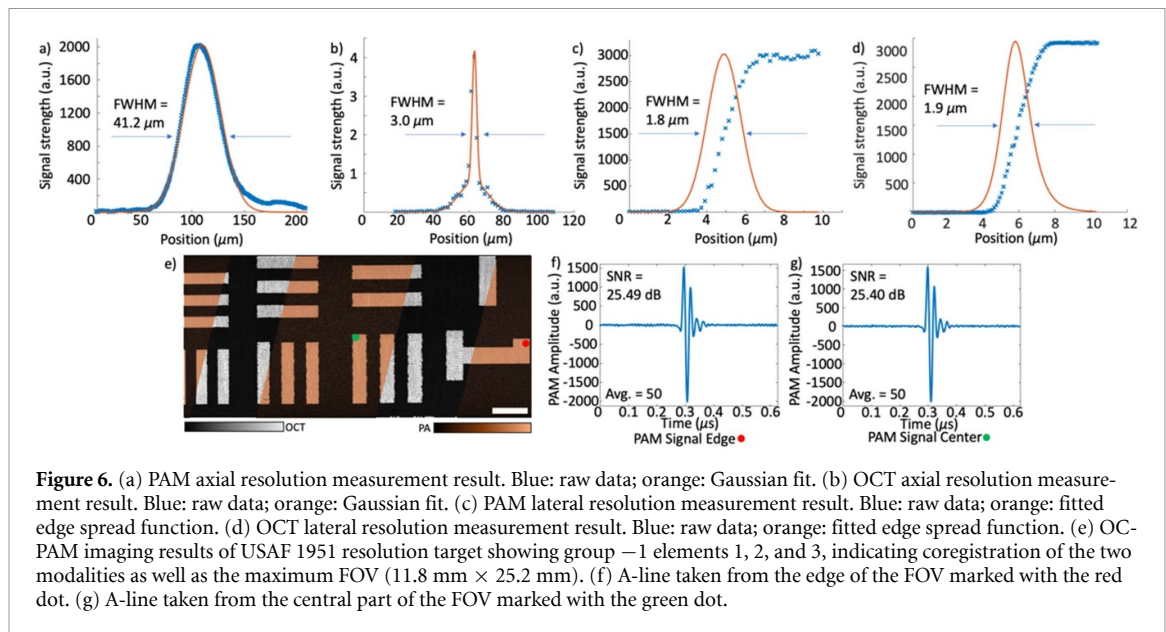 a)
Signal strength (a.u.)
2000
1600
1200
800
400
0
50
100
150
200
Position (μm)
FWHM =
41.2 μm
b)
Signal strength (a.u.)
4
3
2
1
0
20
40
60
80
100
120
Position (μm)
FWHM =
3.0 μm
c)
Signal strength (a.u.)
3000
2500
2000
1500
1000
500
0
0
2
4
6
8
10
Position (μm)
FWHM =
1.8 μm
d)
Signal strength (a.u.)
3000
2500
2000
1500
1000
500
0
0
2
4
6
8
10
12
Position (μm)
FWHM =
1.9 μm
e)
OCT
PA
f)
PAM Amplitude (a.u.)
1500
1000
500
0
-500
-1000
-1500
-2000
0
0.1
0.2
0.3
0.4
0.5
0.6
SNR =
25.49 dB
Avg. = 50
Time (μs)
PAM Signal Edge
g)
PAM Amplitude (a.u.)
1500
1000
500
0
-500
-1000
-1500
-2000
0
0.1
0.2
0.3
0.4
0.5
0.6
SNR =
25.40 dB
Avg. = 50
Time (μs)
PAM Signal Center
Figure 6. (a) PAM axial resolution measurement result. Blue: raw data; orange: Gaussian fit. (b) OCT axial resolution measure-
ment result. Blue: raw data; orange: Gaussian fit. (c) PAM lateral resolution measurement result. Blue: raw data; orange: fitted
edge spread function. (d) OCT lateral resolution measurement result. Blue: raw data; orange: fitted edge spread function. (e) OC-
PAM imaging results of USAF 1951 resolution target showing group −1 elements 1, 2, and 3, indicating coregistration of the two
modalities as well as the maximum FOV (11.8 mm × 25.2 mm). (f) A-line taken from the edge of the FOV marked with the red
dot. (g) A-line taken from the central part of the FOV marked with the green dot.